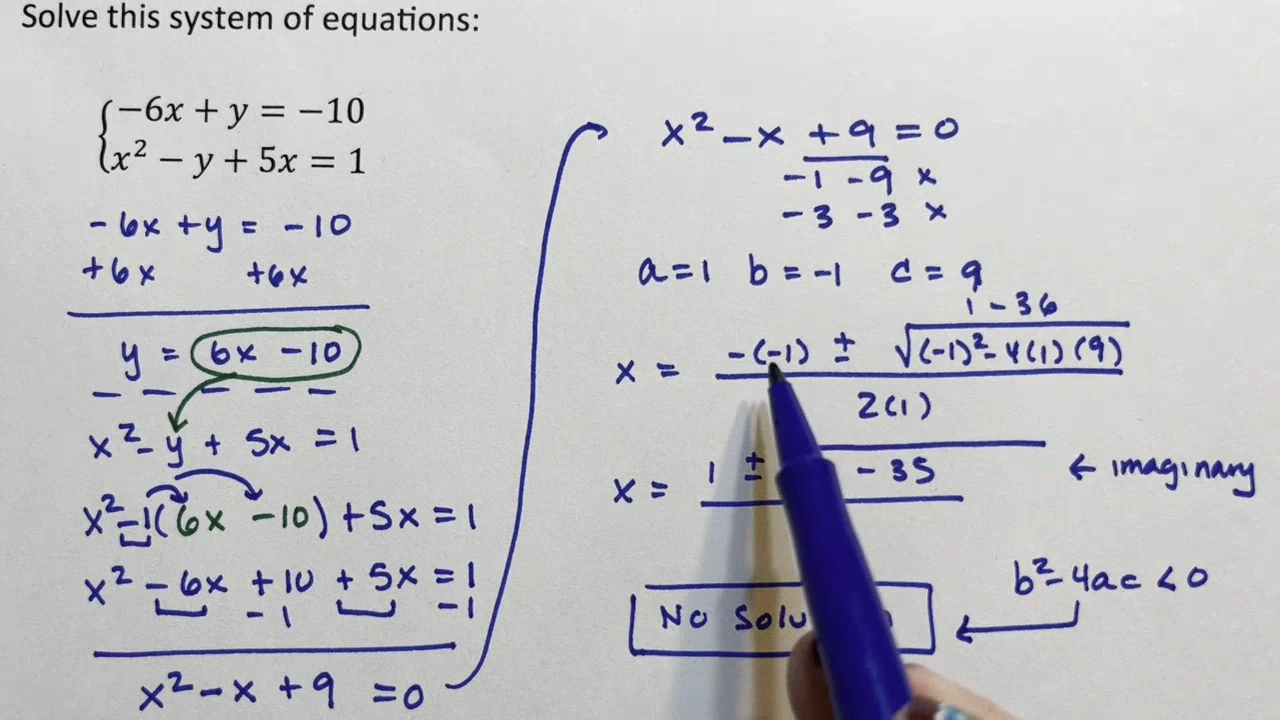 Solve this system of equations:
−6x + y = −10
x² − y + 5x = 1
- 6x + y = - 10
+6x +6x
y = 6x - 10
x² - y + 5x = 1
x² - 1(6x - 10) + 5x = 1
x² - 6x + 10 + 5x = 1
- 1 - 1
x² - x + 9 = 0
x² - x + 9 = 0
- 1 - 9 x
- 3 - 3 x
a = 1 b = -1 c = 9
1 - 36
x = -(-1) ± √(-1)² - 4(1)(9)
2(1)
x = 1 ± - 35 ← imaginary
b² - 4ac < 0
No